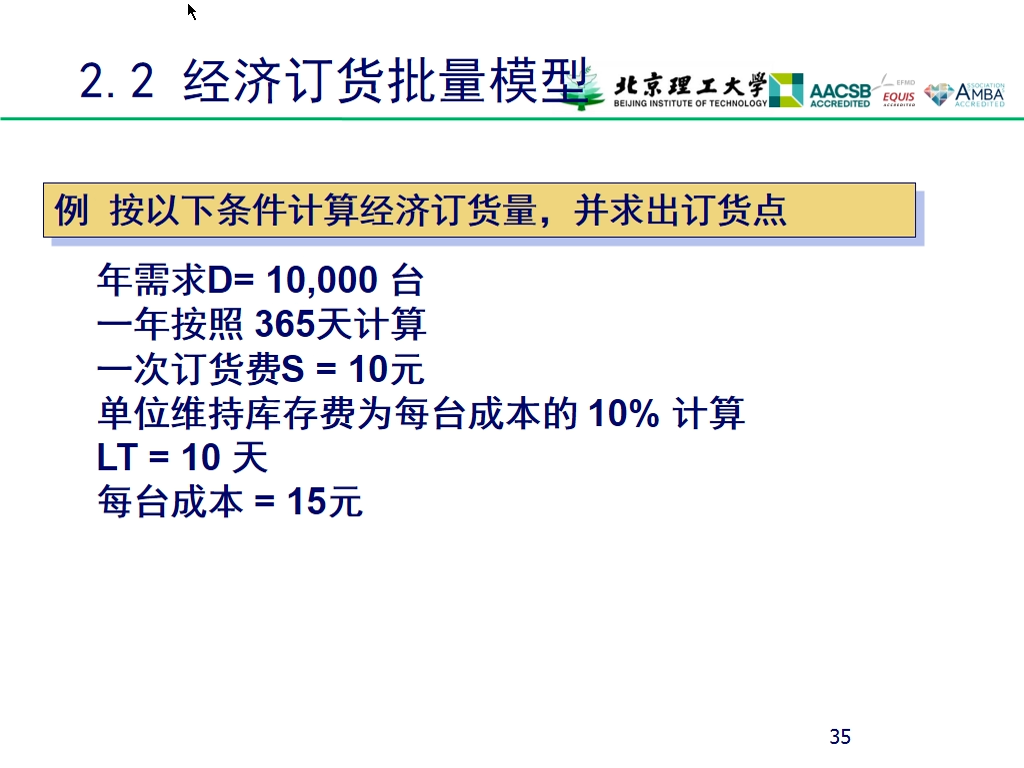 2.2 经济订货批量模型
北京理工大学
BEIJING INSTITUTE OF TECHNOLOGY
AACSB
ACCREDITED
EFMD
EQUIS
ACCREDITED
ASSOCIATION
AMBA
ACCREDITED
例 按以下条件计算经济订货量，并求出订货点
年需求D= 10,000 台
一年按照 365天计算
一次订货费S = 10元
单位维持库存费为每台成本的 10% 计算
LT = 10 天
每台成本 = 15元
35